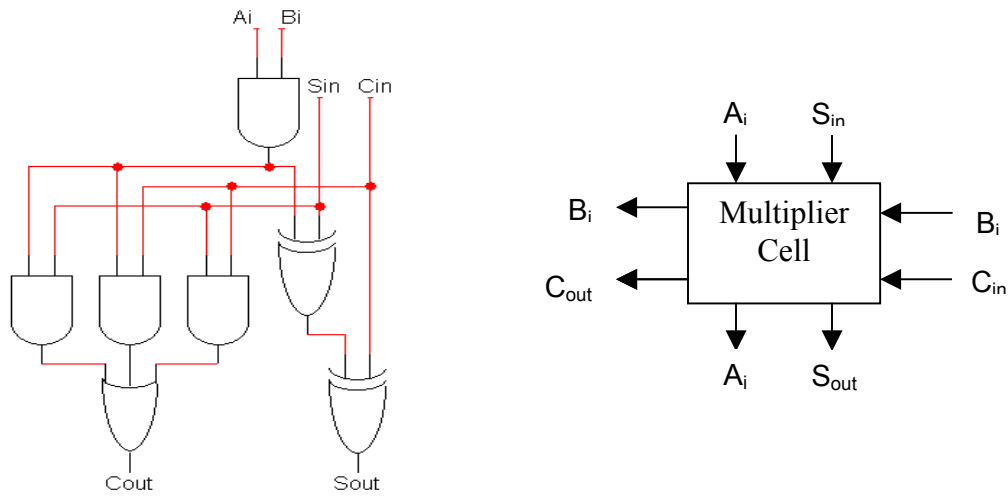 Ai Bi
Sin Cin
Cout Sout
Ai Sin
Bi Multiplier Cell Bi
Cout Cin
Ai Sout